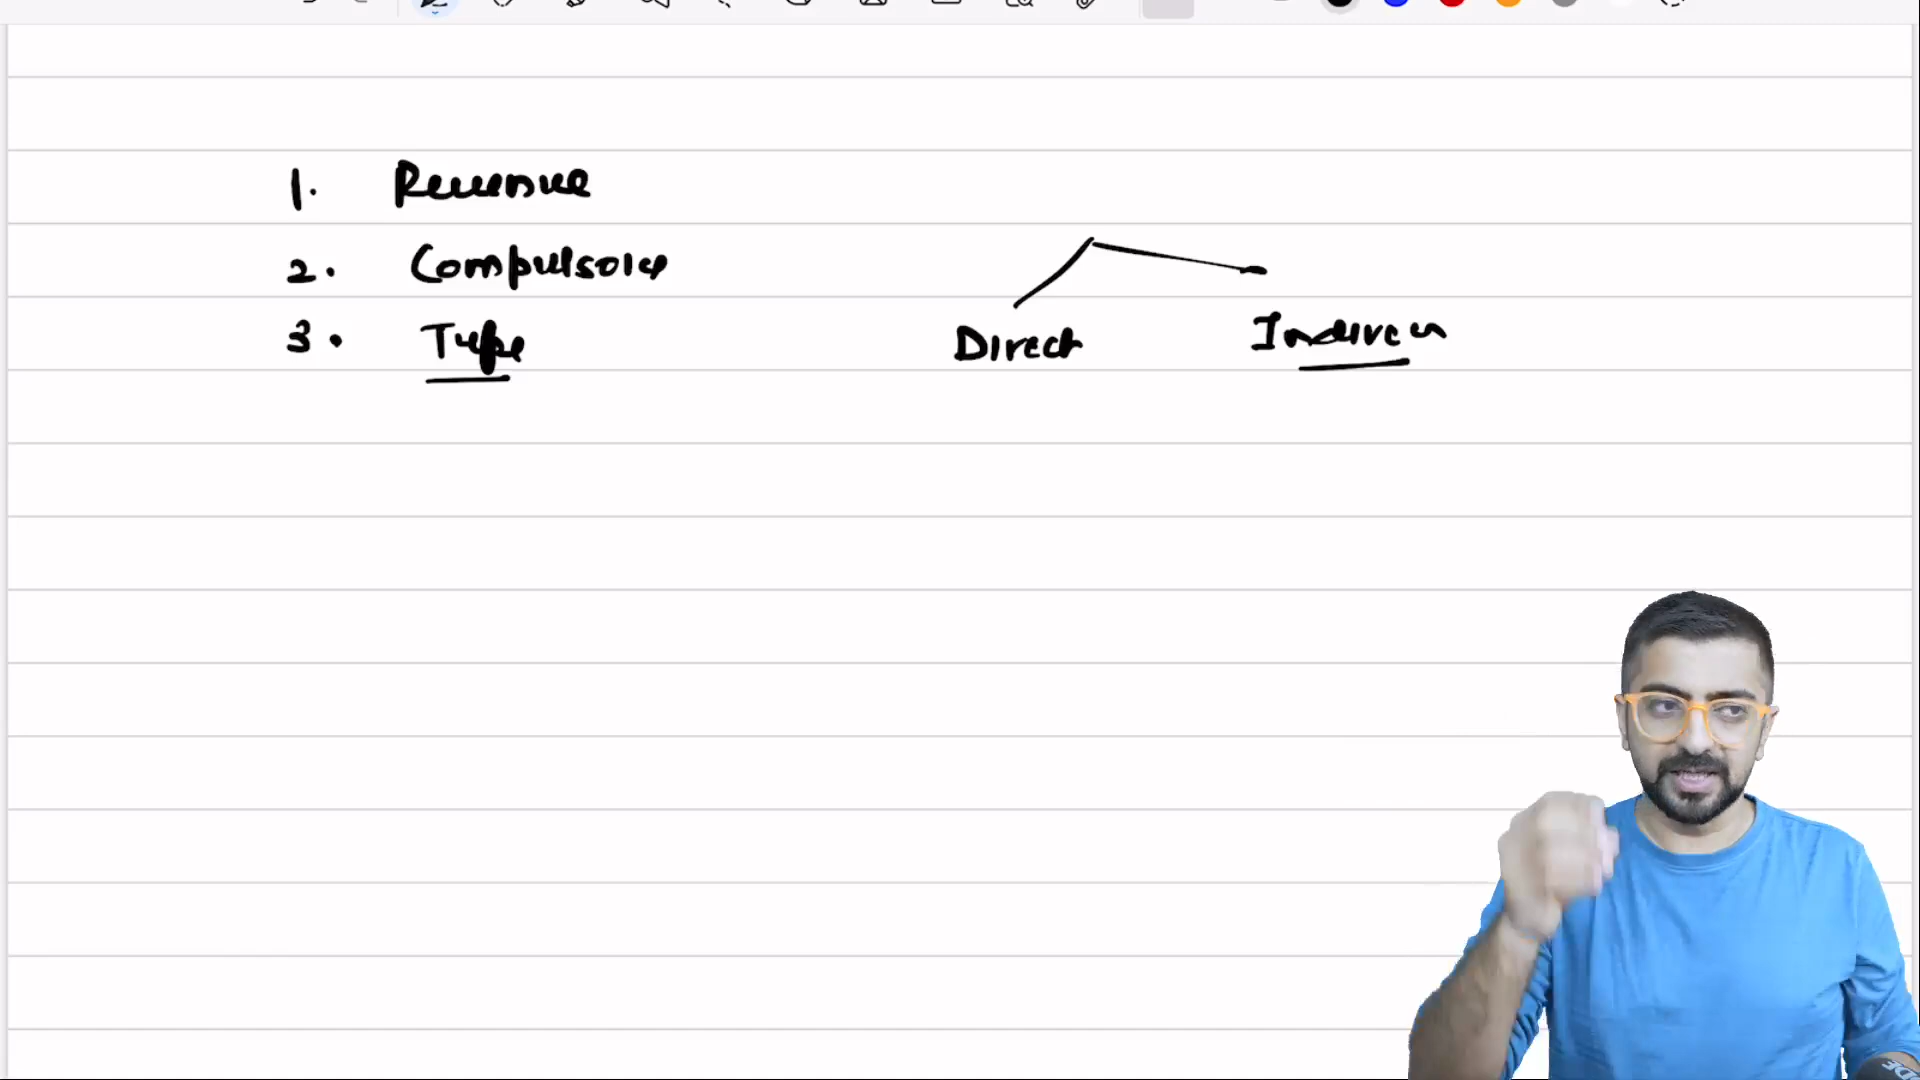 1. Revenue
2. Compulsory
3. Type
Direct Indirect